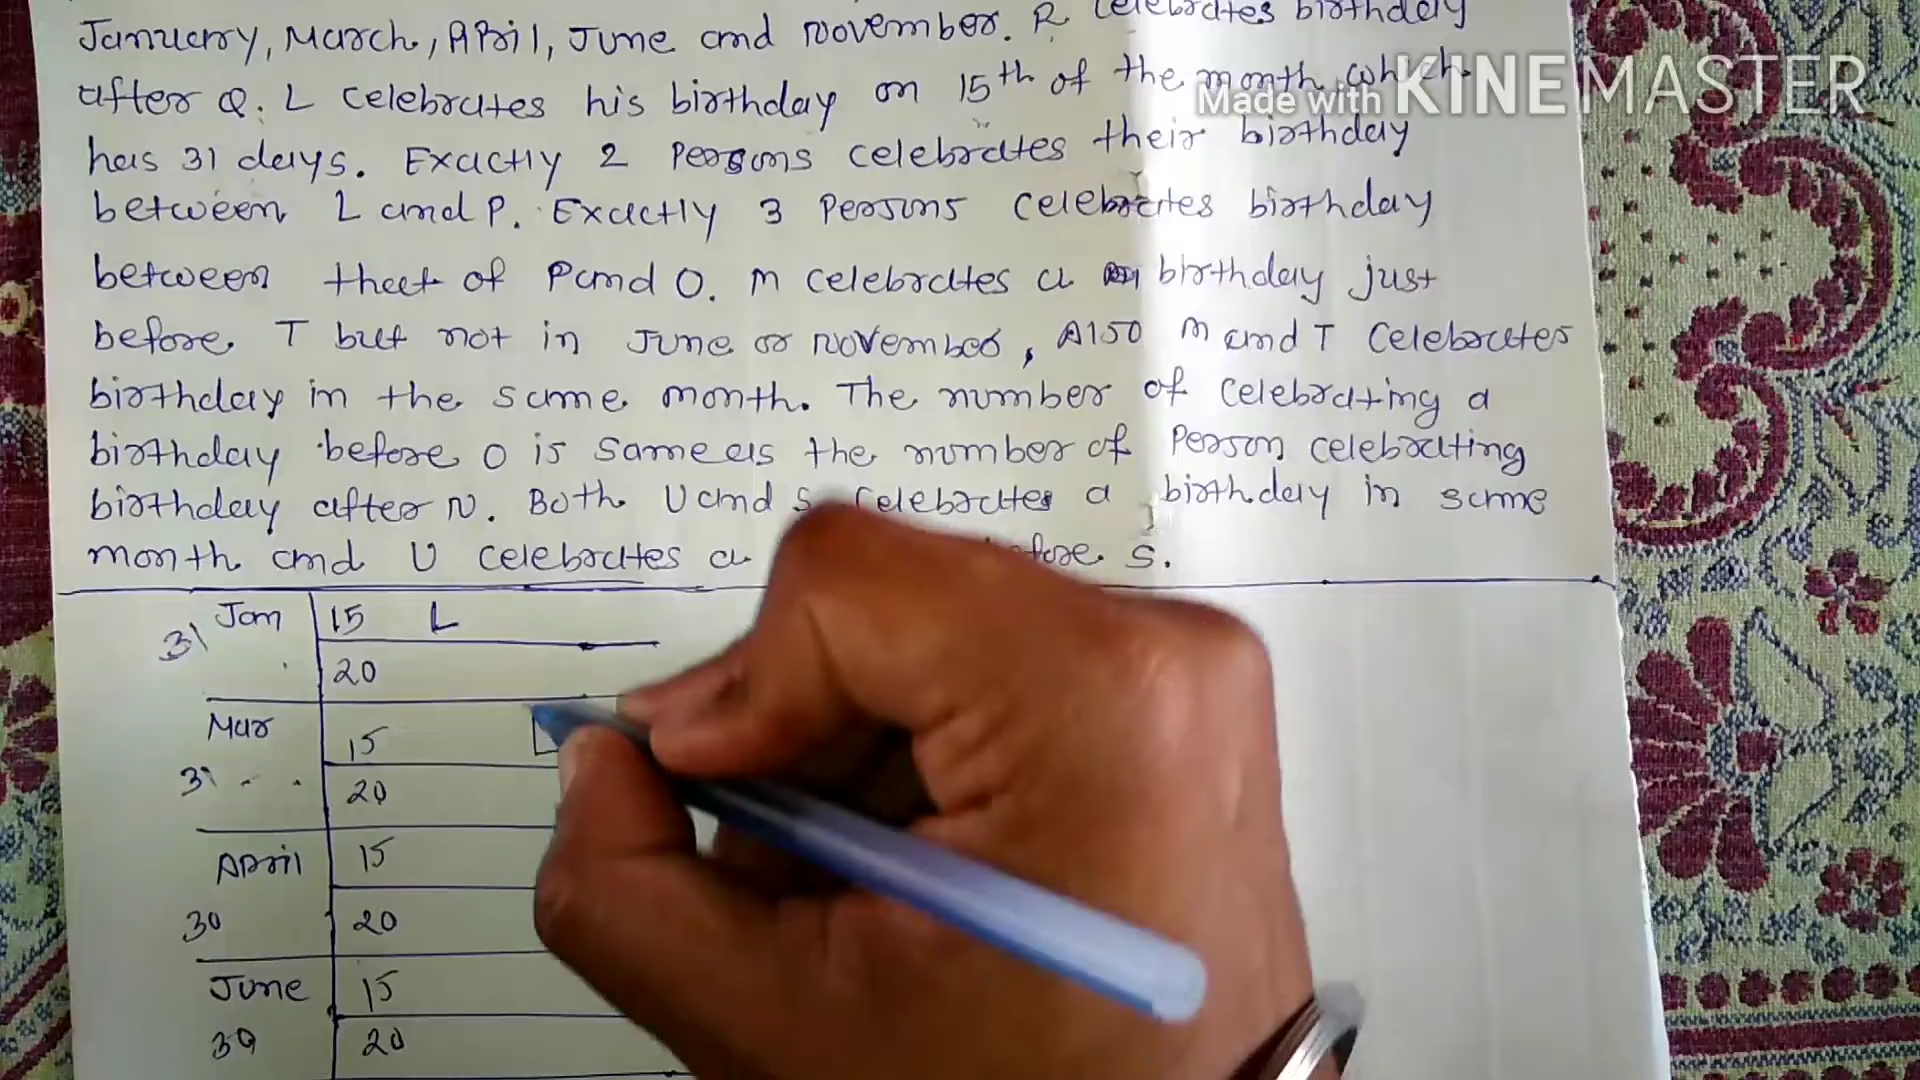 January, March, April, June and November. R celebrates birthday
after Q. L celebrates his birthday on 15th of the month which
Made with KINEMASTER
has 31 days. Exactly 2 Persons celebrates their birthday
between L and P. Exactly 3 Persons celebrates birthday
between that of P and O. M celebrates a birthday just
before T but not in June or November, Also M and T Celebrates
birthday in the same month. The number of celebrating a
birthday before O is same as the number of Person celebrating
birthday after N. Both U and S celebrates a birthday in same
month and U celebrates a before S.
Jan 15 L
31
20
Mar 15
31 20
April 15
30 20
June 15
30 20